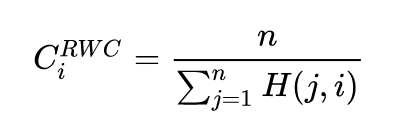 C_i^{RWC} = \frac{n}{\sum_{j=1}^{n} H(j, i)}